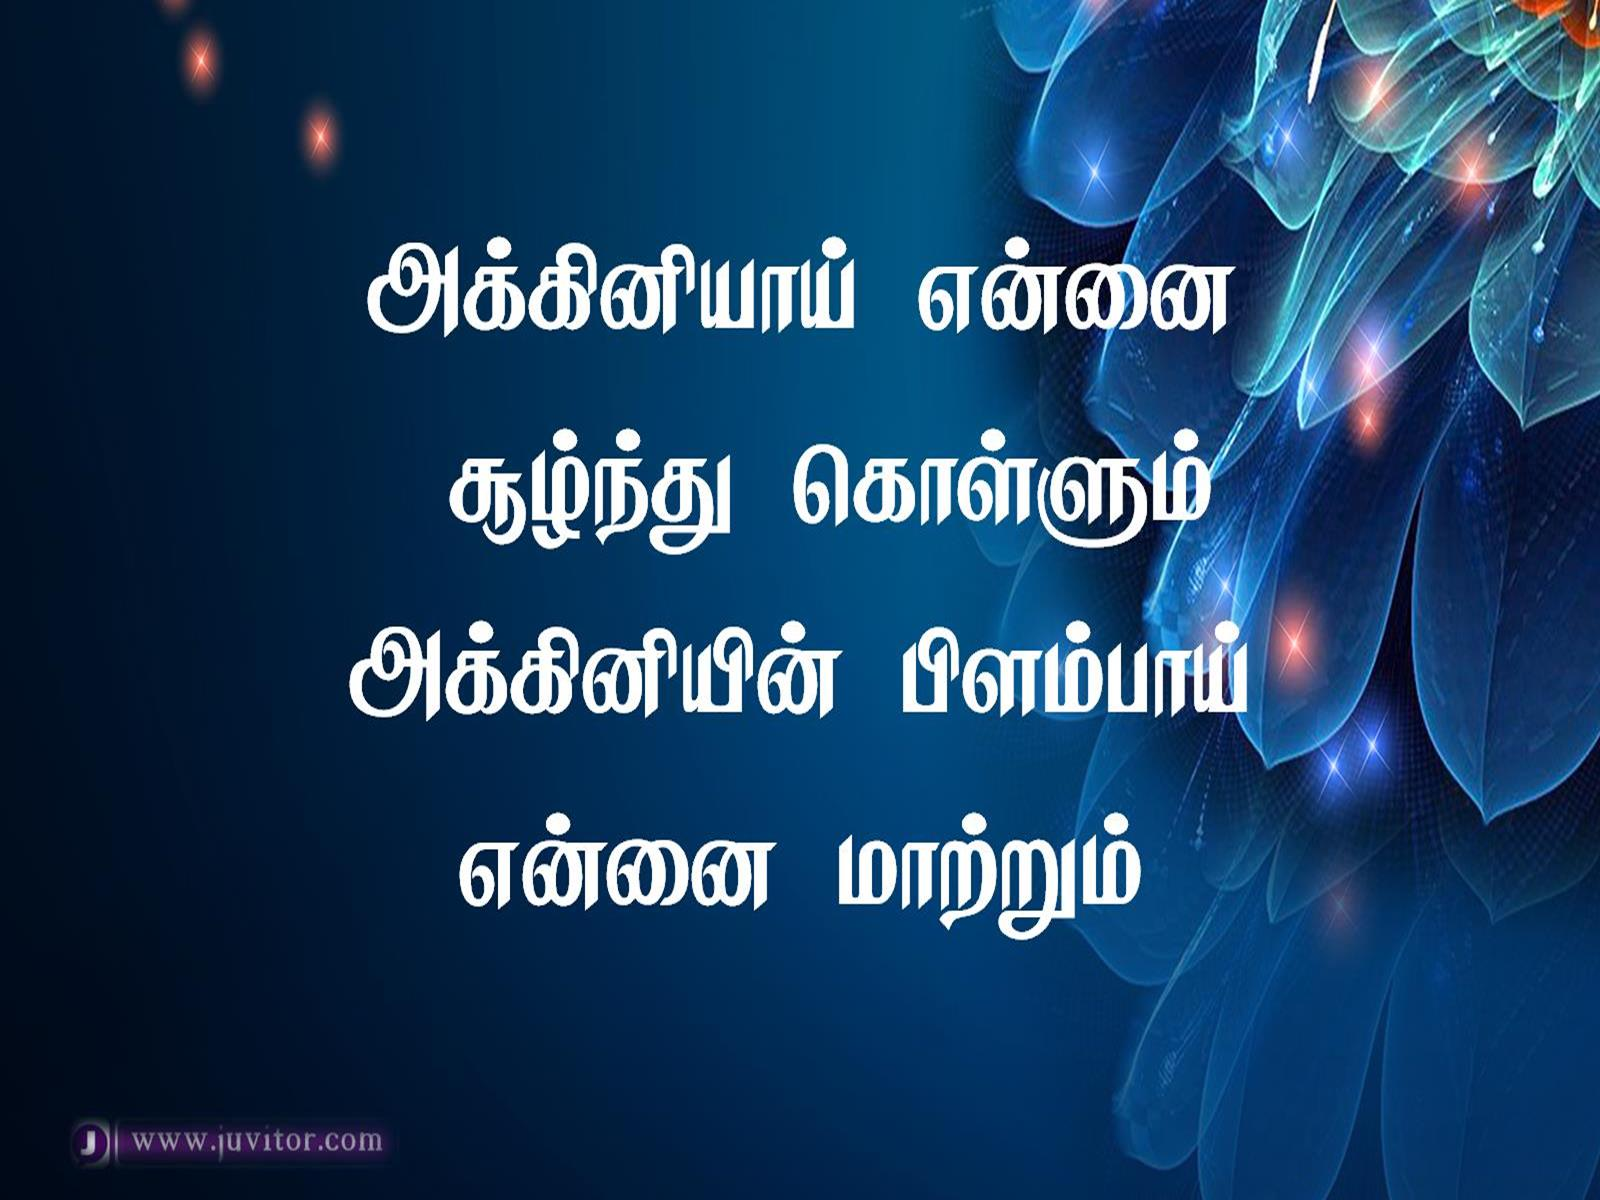 அக்கினியாய் என்னை
சூழ்ந்து கொள்ளும்
அக்கினியின் பிளம்பாய்
என்னை மாற்றும்
J www.juvitor.com